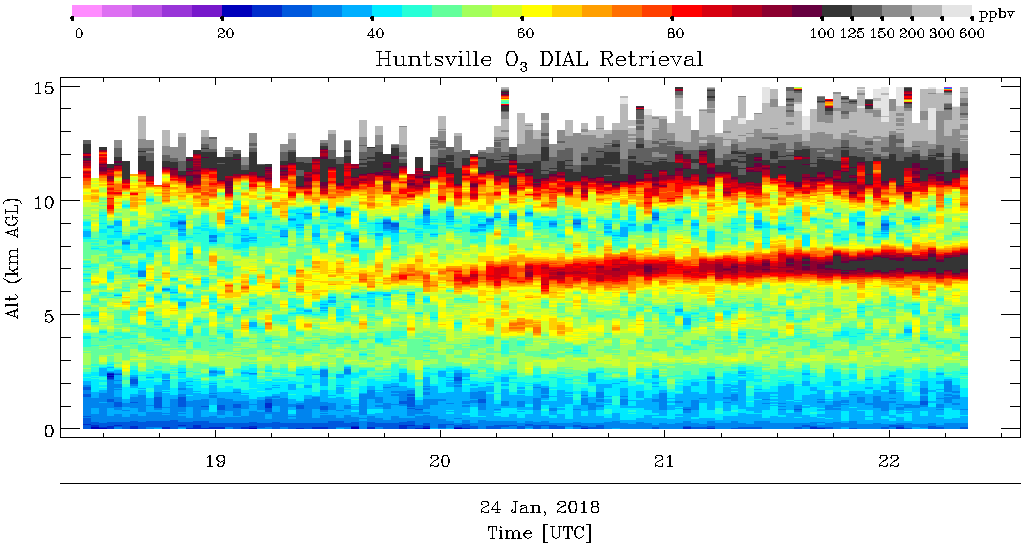 0 20 40 60 80 100 125 150 200 300 600 ppbv
Huntsville O₃ DIAL Retrieval
15
10
5
0
Alt (km AGL)
19 20 21 22
24 Jan, 2018
Time [UTC]